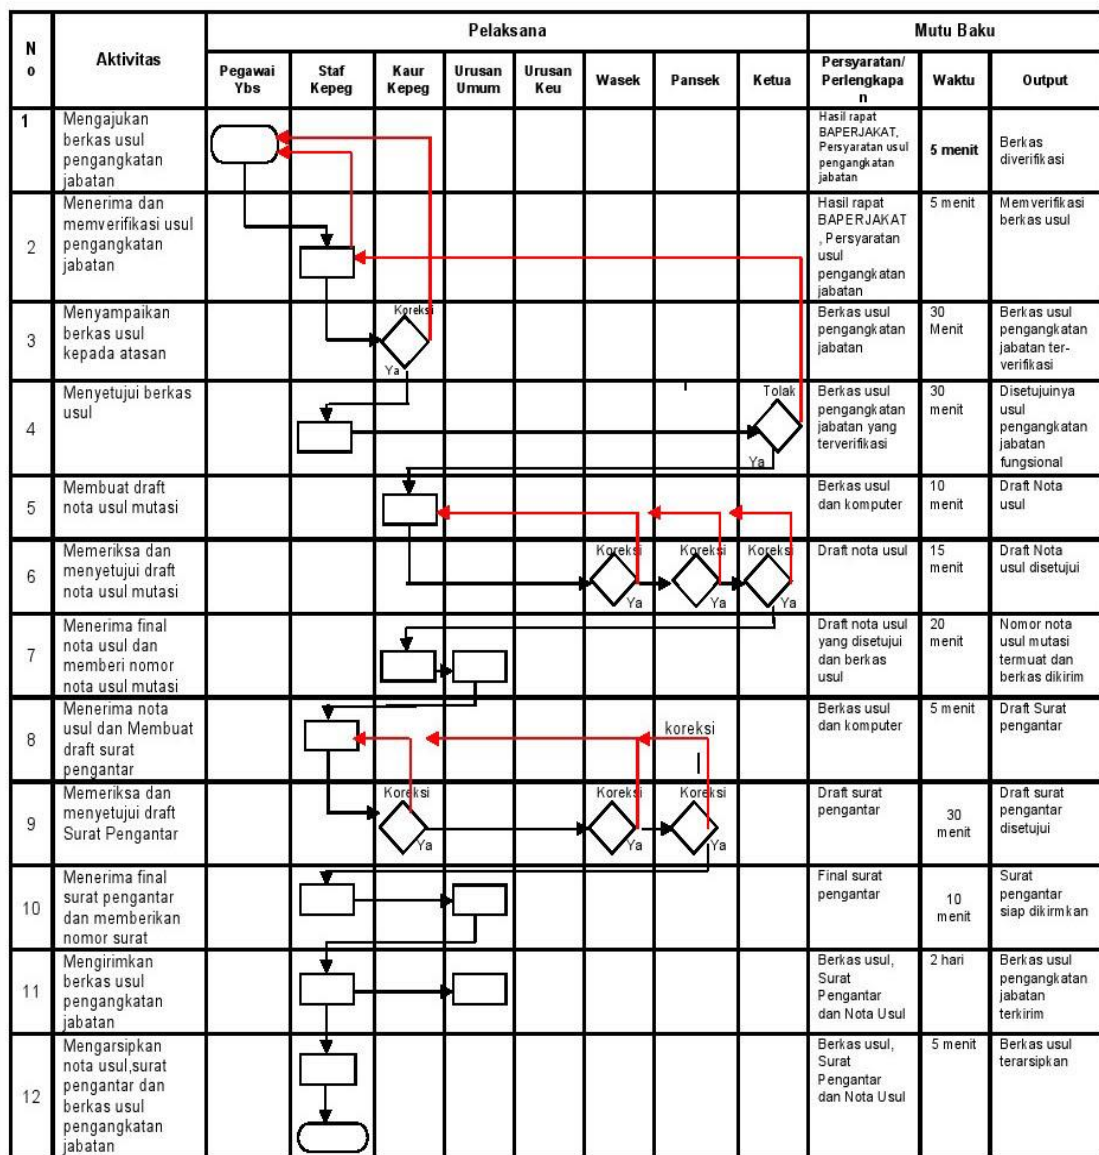 N
o
Aktivitas
Pelaksana
Mutu Baku
Pegawai
Ybs
Staf
Kepeg
Kaur
Kepeg
Urusan
Umum
Urusan
Keu
Wasek
Pansek
Ketua
Persyaratan/
Perlengkapa
n
Waktu
Output
1
Mengajukan
berkas usul
pengangkatan
jabatan
Hasil rapat
BAPERJAKAT,
Persyaratan usul
pengangkatan
jabatan
5 menit
Berkas
diverifikasi
2
Menerima dan
memverifikasi usul
pengangkatan
jabatan
Hasil rapat
BAPERJAKAT
, Persyaratan
usul
pengangkatan
jabatan
5 menit
Memverifikasi
berkas usul
3
Menyampaikan
berkas usul
kepada atasan
Koreksi
Ya
Berkas usul
pengangkatan
jabatan
30
Menit
Berkas usul
pengangkatan
jabatan ter-
verifikasi
4
Menyetujui berkas
usul
Tolak
Ya
Berkas usul
pengangkatan
jabatan yang
terverifikasi
30
menit
Disetujuinya
usul
pengangkatan
jabatan
fungsional
5
Membuat draft
nota usul mutasi
Berkas usul
dan komputer
10
menit
Draft Nota
usul
6
Memeriksa dan
menyetujui draft
nota usul mutasi
Koreksi
Ya
Koreksi
Ya
Koreksi
Ya
Draft nota usul
15
menit
Draft Nota
usul disetujui
7
Menerima final
nota usul dan
memberi nomor
nota usul mutasi
Draft nota usul
yang disetujui
dan berkas
usul
20
menit
Nomor nota
usul mutasi
termuat dan
berkas dikirim
8
Menerima nota
usul dan Membuat
draft surat
pengantar
koreksi
Berkas usul
dan komputer
5 menit
Draft Surat
pengantar
9
Memeriksa dan
menyetujui draft
Surat Pengantar
Koreksi
Ya
Koreksi
Ya
Koreksi
Ya
Draft surat
pengantar
30
menit
Draft surat
pengantar
disetujui
10
Menerima final
surat pengantar
dan memberikan
nomor surat
Final surat
pengantar
10
menit
Surat
pengantar
siap dikirmkan
11
Mengirimkan
berkas usul
pengangkatan
jabatan
Berkas usul,
Surat
Pengantar
dan Nota Usul
2 hari
Berkas usul
pengangkatan
jabatan
terkirim
12
Mengarsipkan
nota usul,surat
pengantar dan
berkas usul
pengangkatan
jabatan
Berkas usul,
Surat
Pengantar
dan Nota Usul
5 menit
Berkas usul
terarsipkan